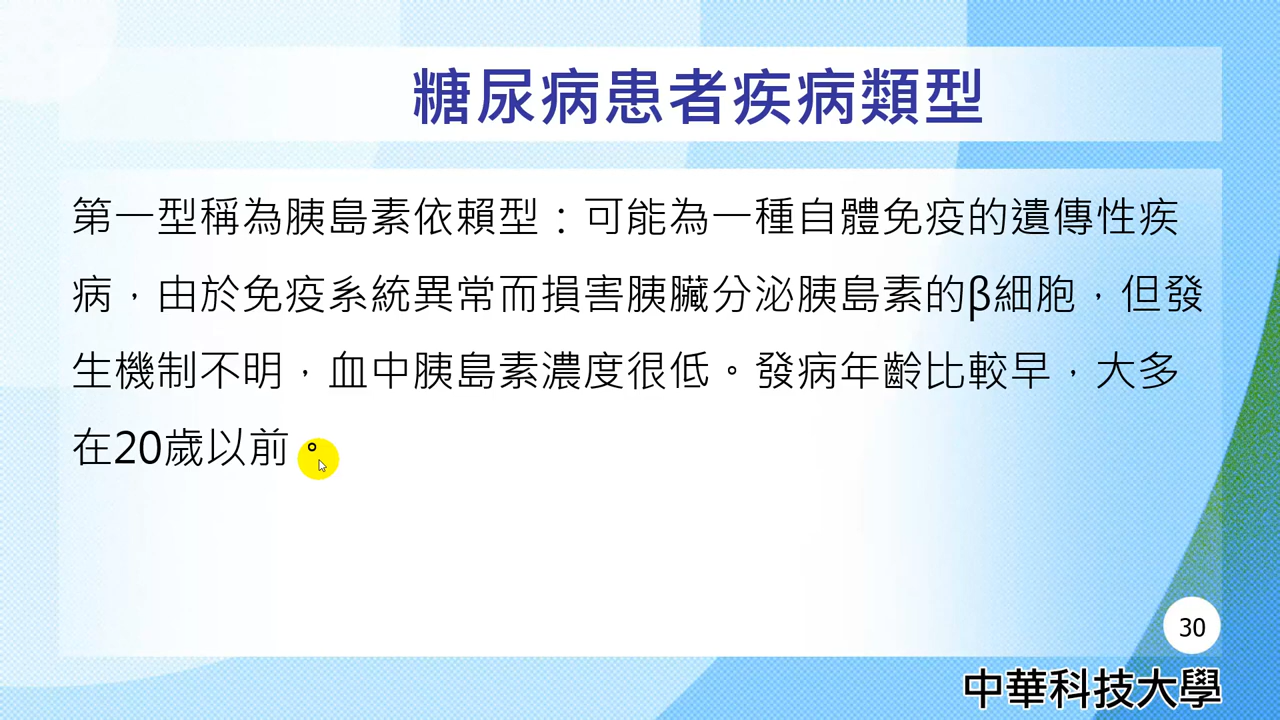 糖尿病患者疾病類型
第一型稱為胰島素依賴型：可能為一種自體免疫的遺傳性疾
病，由於免疫系統異常而損害胰臟分泌胰島素的β細胞，但發
生機制不明，血中胰島素濃度很低。發病年齡比較早，大多
在20歲以前。
30
中華科技大學